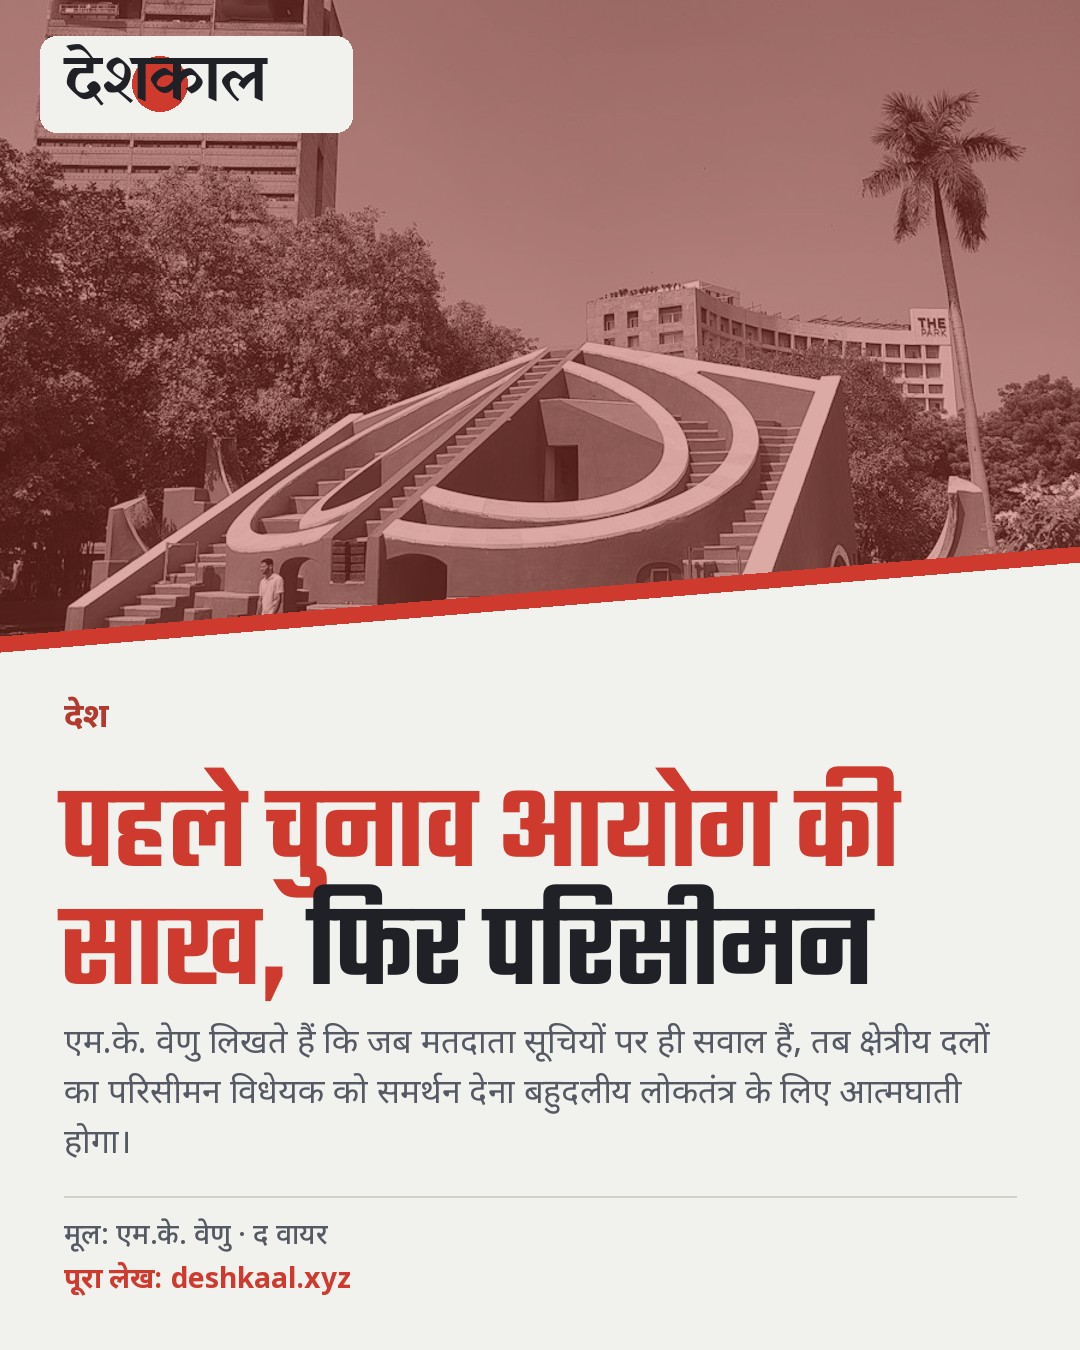 देशकाल
THE
PARK
देश
पहले चुनाव आयोग की
साख, फिर परिसीमन
एम.के. वेणु लिखते हैं कि जब मतदाता सूचियों पर ही सवाल हैं, तब क्षेत्रीय दलों
का परिसीमन विधेयक को समर्थन देना बहुदलीय लोकतंत्र के लिए आत्मघाती
होगा।
मूल: एम.के. वेणु · द वायर
पूरा लेख: deshkaal.xyz